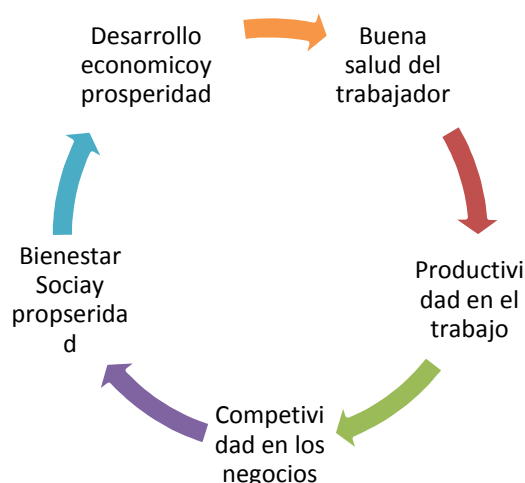 Desarrollo
economicoy
prosperidad
Buena
salud del
trabajador
Productivi
dad en el
trabajo
Competivi
dad en los
negocios
Bienestar
Sociay
propserida
d